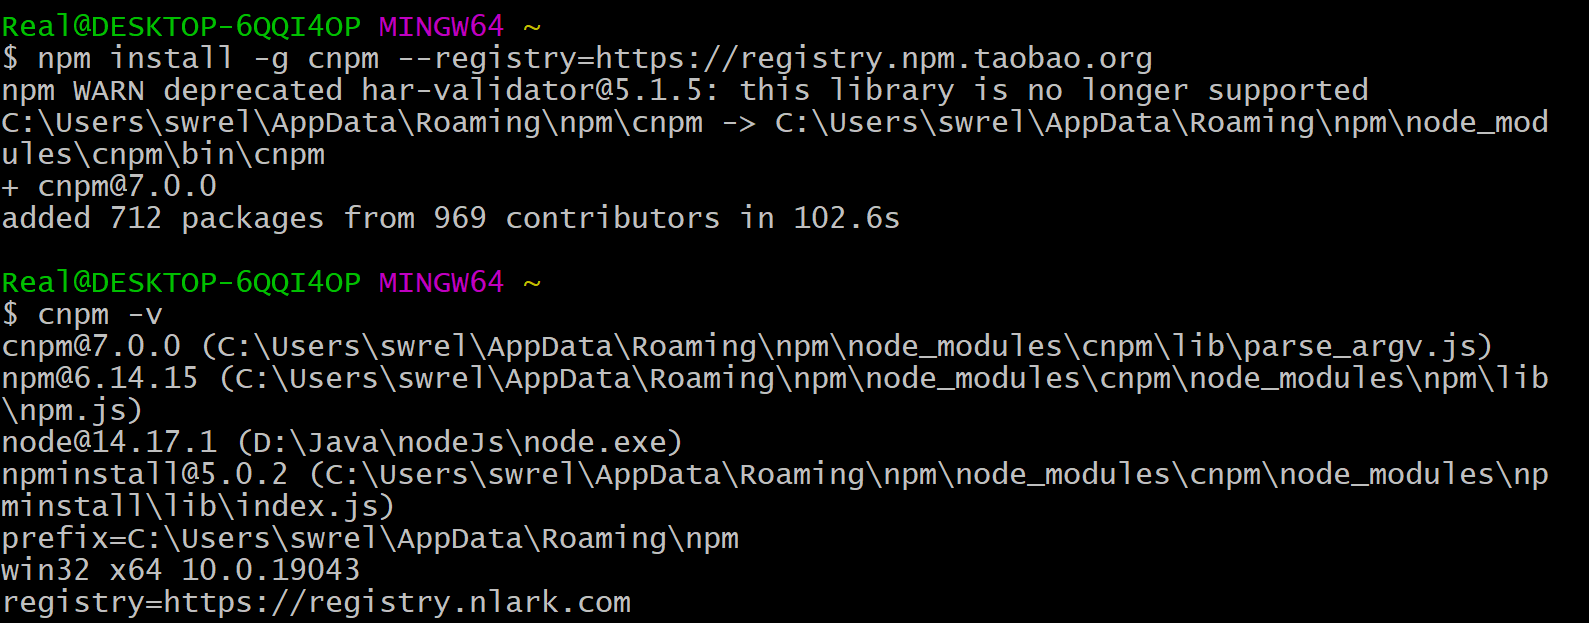 Real@DESKTOP-6QQI4OP MINGW64 ~
$ npm install -g cnpm --registry=https://registry.npm.taobao.org
npm WARN deprecated har-validator@5.1.5: this library is no longer supported
C:\Users\swrel\AppData\Roaming\npm\cnpm -> C:\Users\swrel\AppData\Roaming\npm\node_mod
ules\cnpm\bin\cnpm
+ cnpm@7.0.0
added 712 packages from 969 contributors in 102.6s

Real@DESKTOP-6QQI4OP MINGW64 ~
$ cnpm -v
cnpm@7.0.0 (C:\Users\swrel\AppData\Roaming\npm\node_modules\cnpm\lib\parse_argv.js)
npm@6.14.15 (C:\Users\swrel\AppData\Roaming\npm\node_modules\cnpm\node_modules\npm\lib
\npm.js)
node@14.17.1 (D:\Java\nodeJs\node.exe)
npminstall@5.0.2 (C:\Users\swrel\AppData\Roaming\npm\node_modules\cnpm\node_modules\np
minstall\lib\index.js)
prefix=C:\Users\swrel\AppData\Roaming\npm
win32 x64 10.0.19043
registry=https://registry.nlark.com